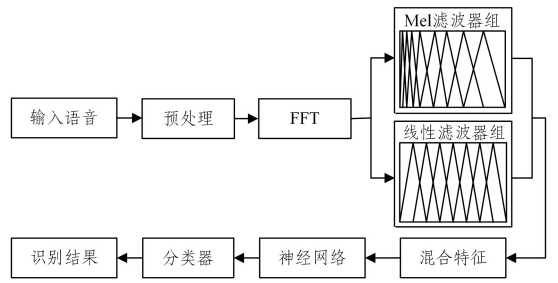 Mel滤波器组
输入语音
预处理
FFT
线性滤波器组
识别结果
分类器
神经网络
混合特征